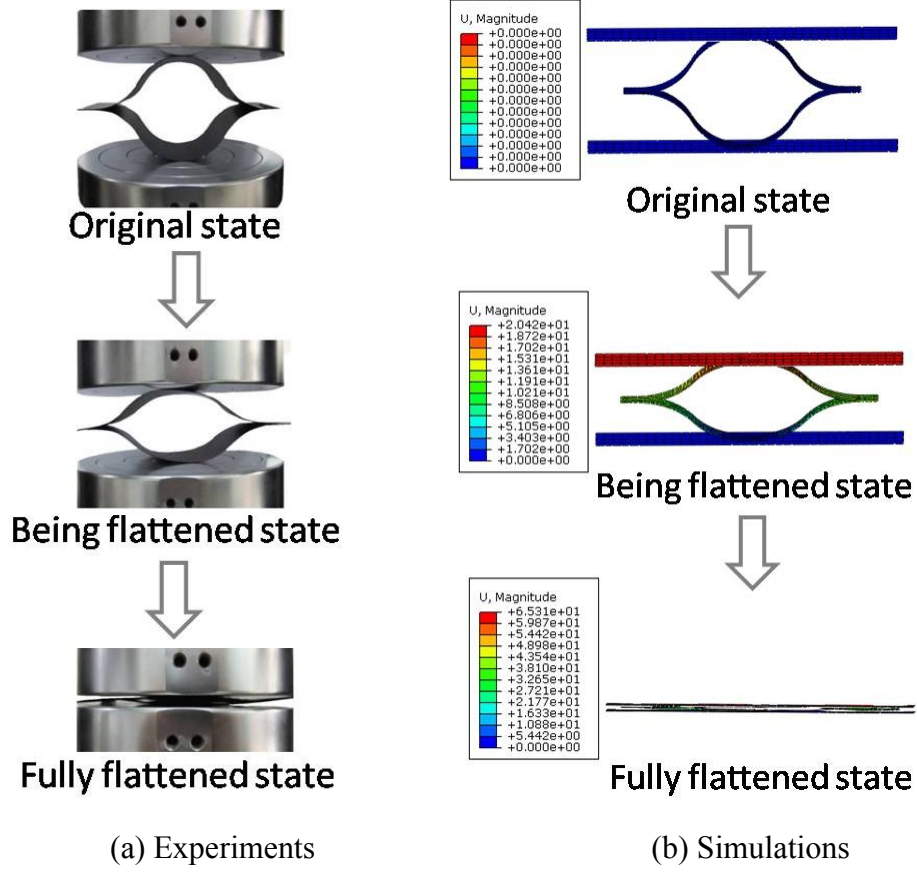 Original state
Being flattened state
Fully flattened state
(a) Experiments
U, Magnitude
+0.000e+00
+0.000e+00
+0.000e+00
+0.000e+00
+0.000e+00
+0.000e+00
+0.000e+00
+0.000e+00
+0.000e+00
+0.000e+00
+0.000e+00
+0.000e+00
+0.000e+00
Original state
U, Magnitude
+2.042e+01
+1.872e+01
+1.702e+01
+1.531e+01
+1.361e+01
+1.191e+01
+1.021e+01
+8.508e+00
+6.806e+00
+5.105e+00
+3.403e+00
+1.702e+00
+0.000e+00
Being flattened state
U, Magnitude
+6.531e+01
+5.987e+01
+5.442e+01
+4.898e+01
+4.354e+01
+3.810e+01
+3.265e+01
+2.721e+01
+2.177e+01
+1.633e+01
+1.088e+01
+5.442e+00
+0.000e+00
Fully flattened state
(b) Simulations